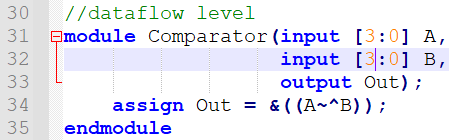 30 //dataflow level
31 module Comparator(input [3:0] A,
32 input [3:0] B,
33 output Out);
34 assign Out = &((A~^B));
35 endmodule